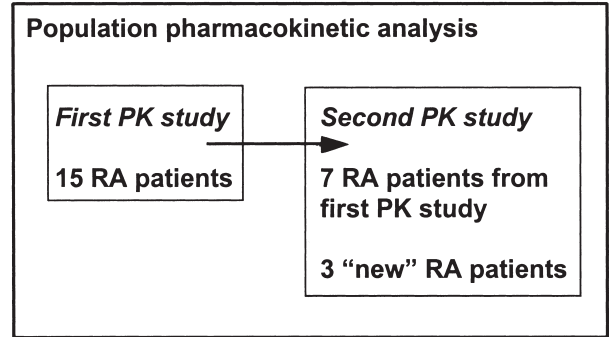 Population pharmacokinetic analysis
First PK study
15 RA patients
Second PK study
7 RA patients from
first PK study
3 “new” RA patients